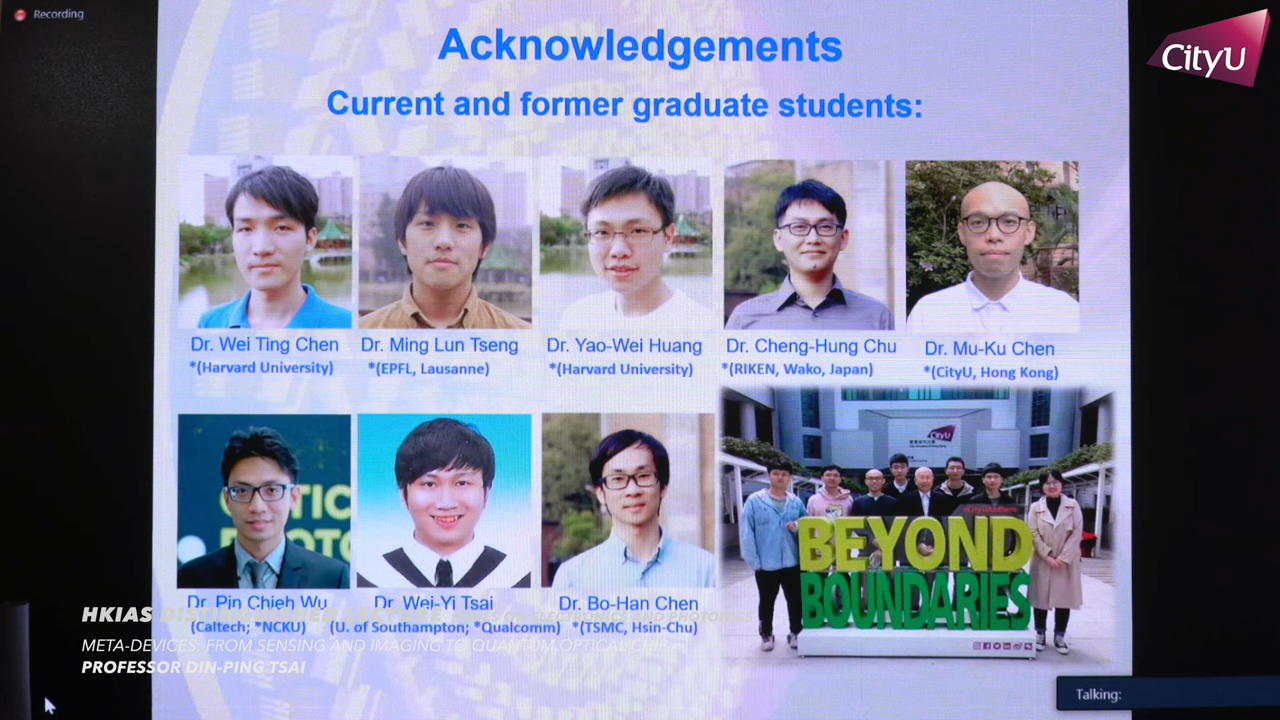 Recording
CityU
Acknowledgements
Current and former graduate students:
Dr. Wei Ting Chen
*(Harvard University)
Dr. Ming Lun Tseng
*(EPFL, Lausanne)
Dr. Yao-Wei Huang
*(Harvard University)
Dr. Cheng-Hung Chu
*(RIKEN, Wako, Japan)
Dr. Mu-Ku Chen
*(CityU, Hong Kong)
Dr. Pin Chieh Wu
(Caltech; *NCKU)
Dr. Wei-Yi Tsai
(U. of Southampton; *Qualcomm)
Dr. Bo-Han Chen
*(TSMC, Hsin-Chu)
CityU
BEYOND
BOUNDARIES
HKIAS
META-DEVICES: FROM SENSING AND IMAGING TO QUANTUM OPTICAL CHIP
PROFESSOR DIN-PING TSAI
Talking: